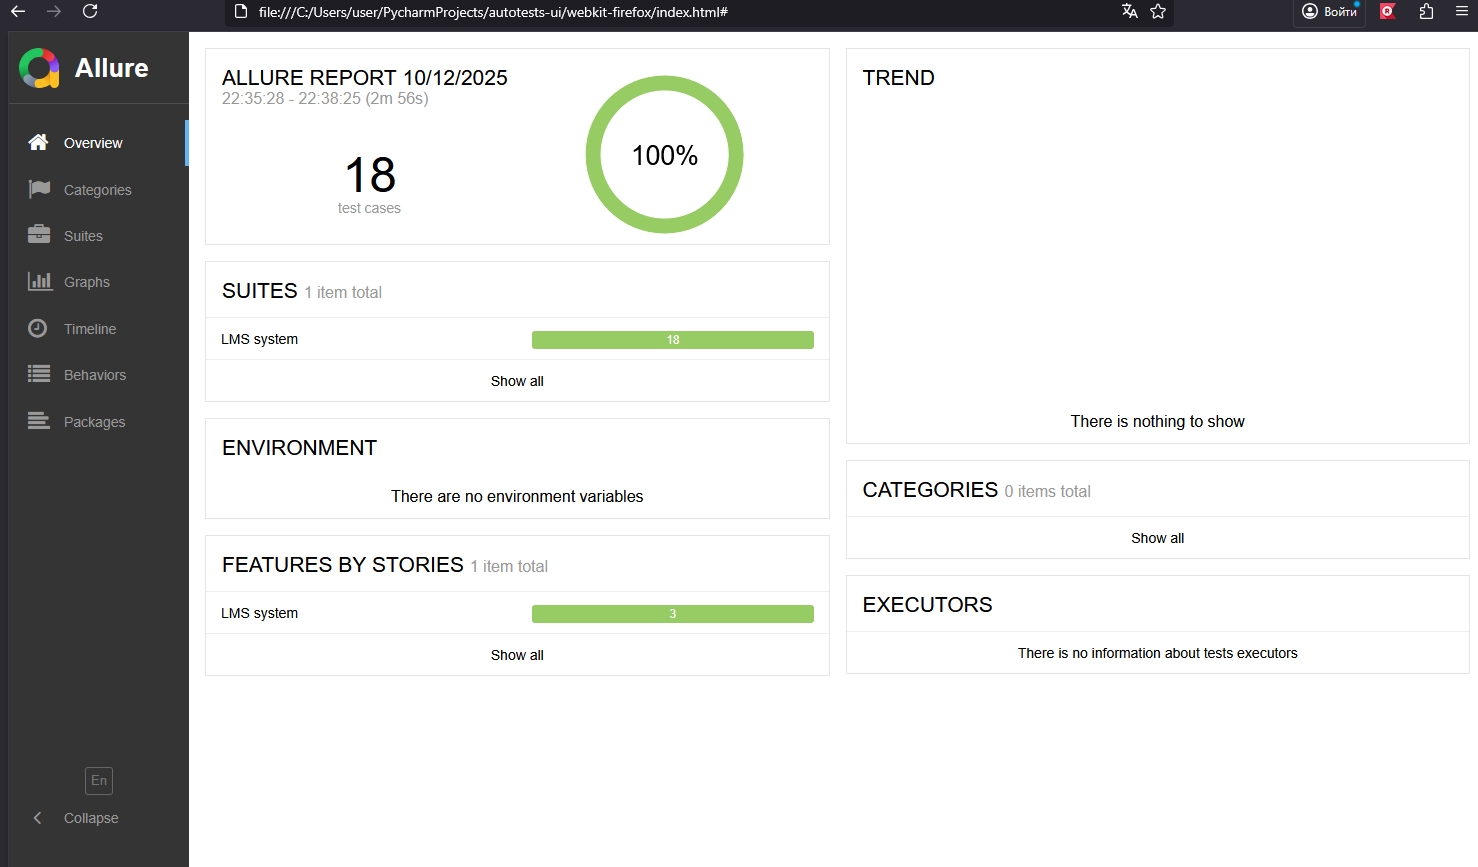 file:///C:/Users/user/PycharmProjects/autotests-ui/webkit-firefox/index.html#
Войти
Allure
Overview
Categories
Suites
Graphs
Timeline
Behaviors
Packages
En
Collapse
ALLURE REPORT 10/12/2025
22:35:28 - 22:38:25 (2m 56s)
18
test cases
100%
SUITES 1 item total
LMS system 18
Show all
ENVIRONMENT
There are no environment variables
FEATURES BY STORIES 1 item total
LMS system 3
Show all
TREND
There is nothing to show
CATEGORIES 0 items total
Show all
EXECUTORS
There is no information about tests executors